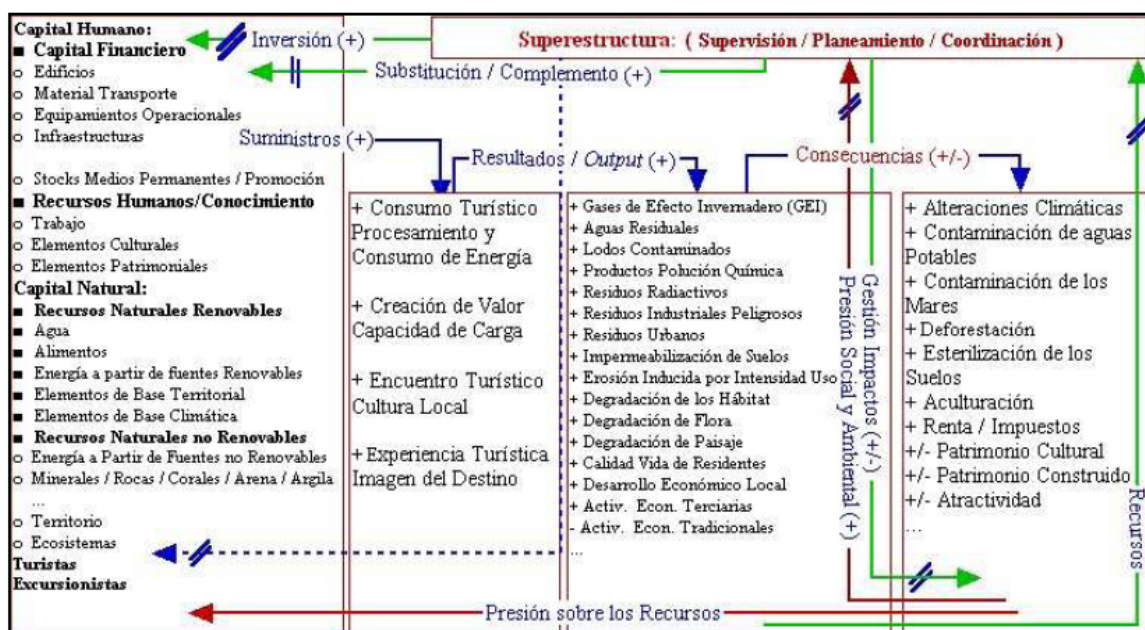 Superestructura: ( Supervisión / Planeamiento / Coordinación )
Inversión (+)
Substitución / Complemento (+)
Suministros (+)
Resultados / Output (+)
Consecuencias (+/-)
Capital Humano:
■ Capital Financiero
o Edificios
o Material Transporte
o Equipamientos Operacionales
o Infraestructuras
o Stocks Medios Permanentes / Promoción
■ Recursos Humanos/Conocimiento
o Trabajo
o Elementos Culturales
o Elementos Patrimoniales
Capital Natural:
■ Recursos Naturales Renovables
■ Agua
■ Alimentos
■ Energía a partir de fuentes Renovables
■ Elementos de Base Territorial
■ Elementos de Base Climática
■ Recursos Naturales no Renovables
o Energía a Partir de Fuentes no Renovables
o Minerales / Rocas / Corales / Arena / Argila
...
o Territorio
o Ecosistemas
Turistas
Excursionistas
+ Consumo Turístico
Procesamiento y
Consumo de Energía
+ Creación de Valor
Capacidad de Carga
+ Encuentro Turístico
Cultura Local
+ Experiencia Turística
Imagen del Destino
+ Gases de Efecto Invernadero (GEI)
+ Aguas Residuales
+ Lodos Contaminados
+ Productos Polución Química
+ Residuos Radiactivos
+ Residuos Industriales Peligrosos
+ Residuos Urbanos
+ Impermeabilización de Suelos
+ Erosión Inducida por Intensidad Uso
+ Degradación de los Hábitat
+ Degradación de Flora
+ Degradación de Paisaje
+ Calidad Vida de Residentes
+ Desarrollo Económico Local
+ Activ. Econ. Terciarias
- Activ. Econ. Tradicionales
...
Presión Social y Ambiental (+)
Gestión Impactos (+/-)
+ Alteraciones Climáticas
+ Contaminación de aguas
Potables
+ Contaminación de los
Mares
+ Deforestación
+ Esterilización de los
Suelos
+ Aculturación
+ Renta / Impuestos
+/- Patrimonio Cultural
+/- Patrimonio Construido
+/- Atractividad
...
Recursos
Presión sobre los Recursos